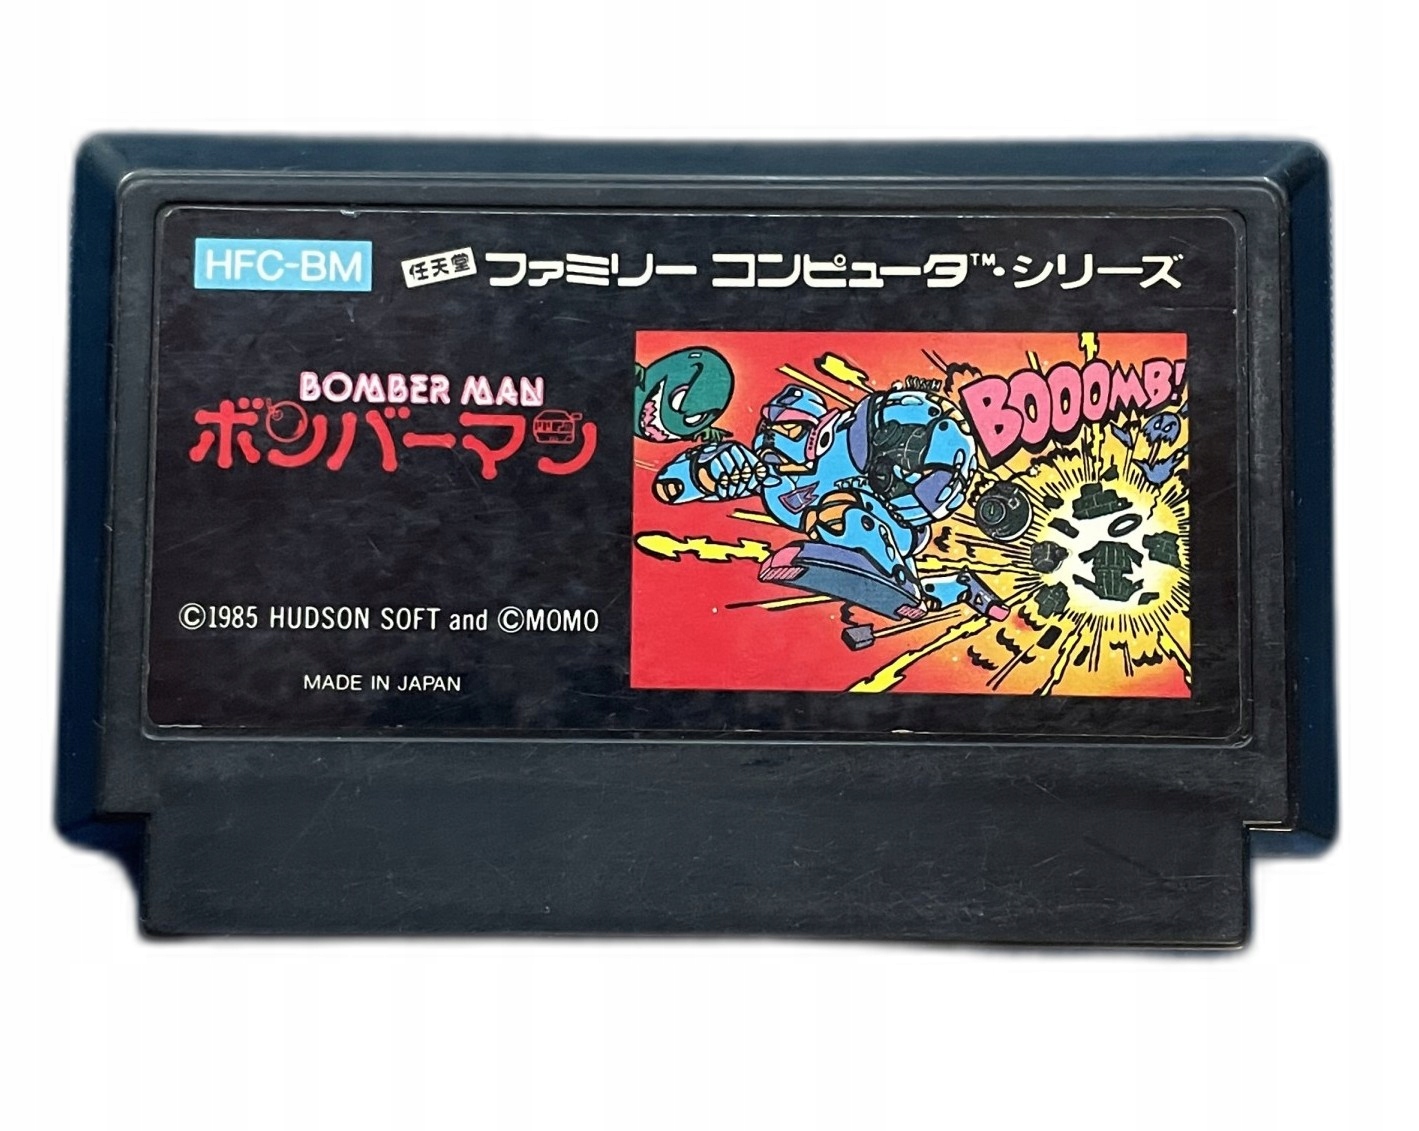 HFC-BM
任天堂 ファミリー コンピュータ™・シリーズ
BOMBER MAN
ボンバーマン
BOOOMB!
©1985 HUDSON SOFT and ©MOMO
MADE IN JAPAN